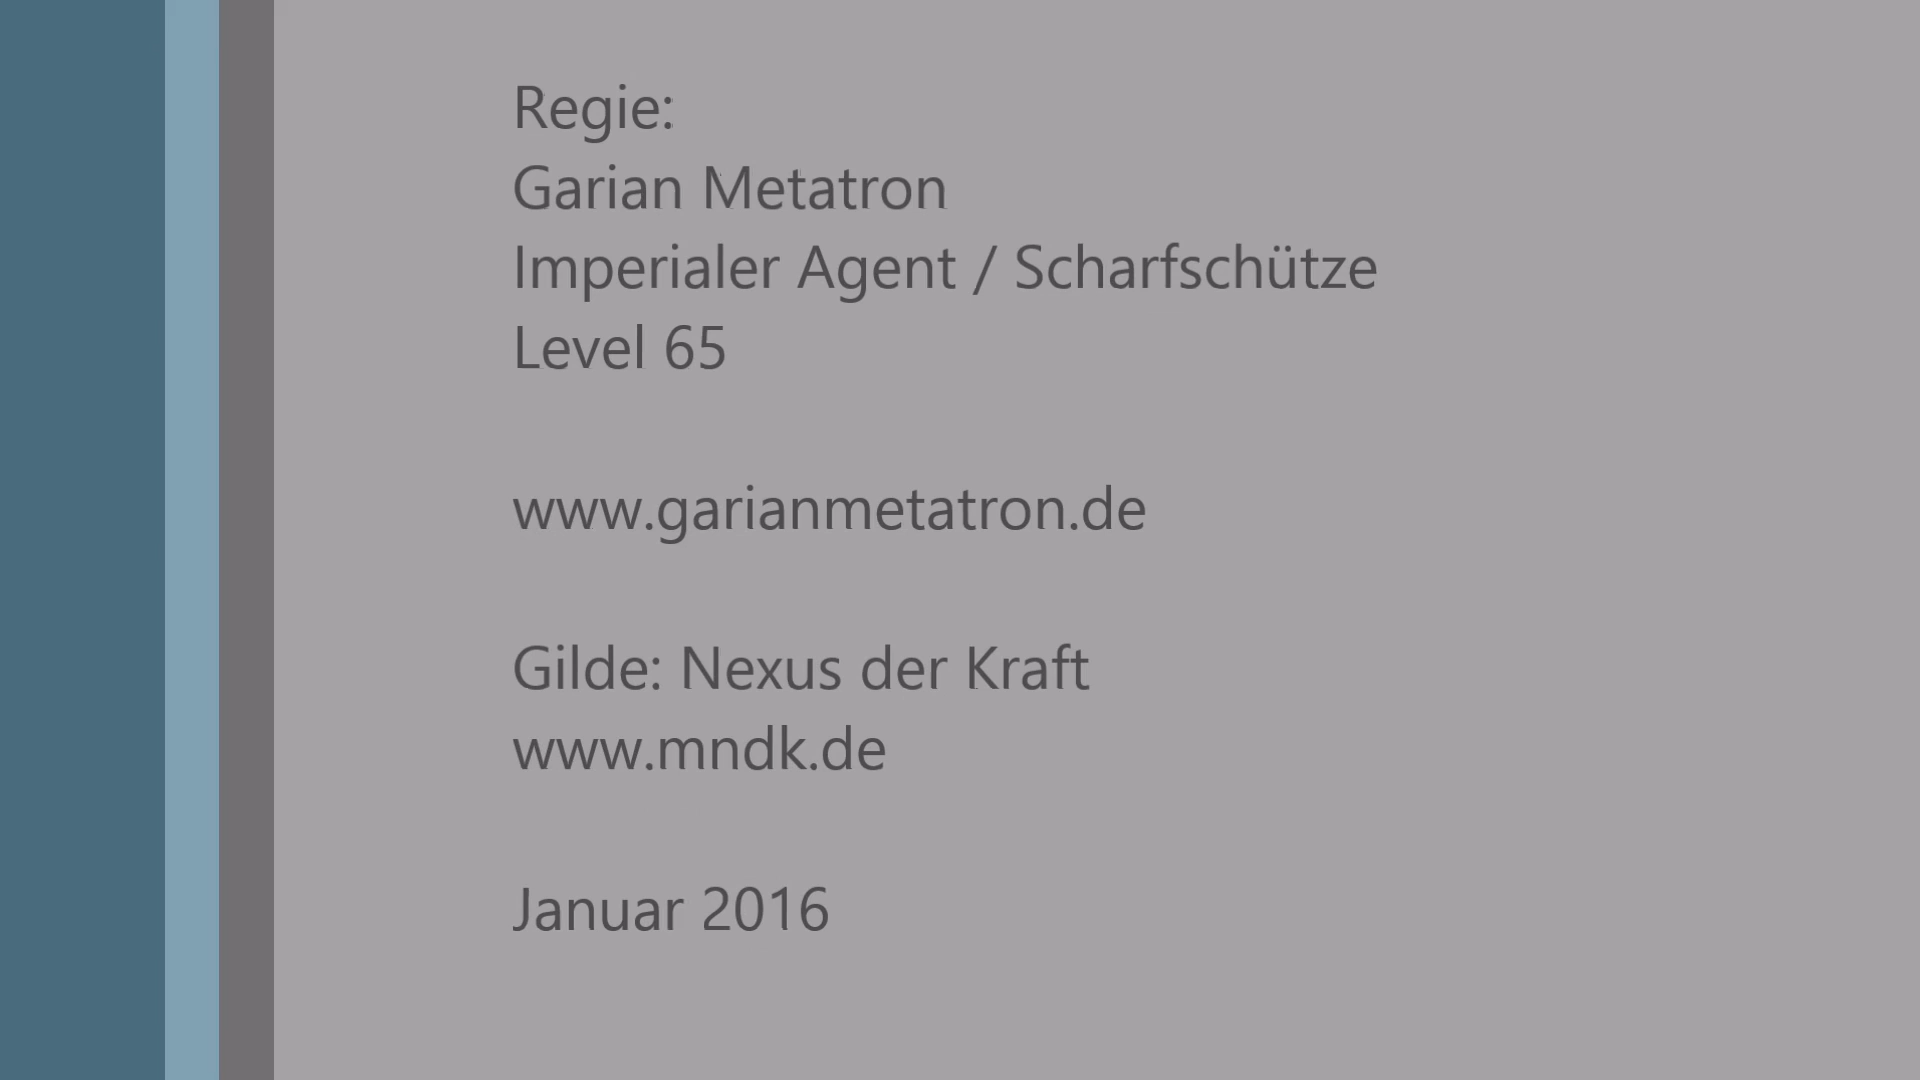 Regie:
Garian Metatron
Imperialer Agent / Scharfschütze
Level 65
www.garianmetatron.de
Gilde: Nexus der Kraft
www.mndk.de
Januar 2016